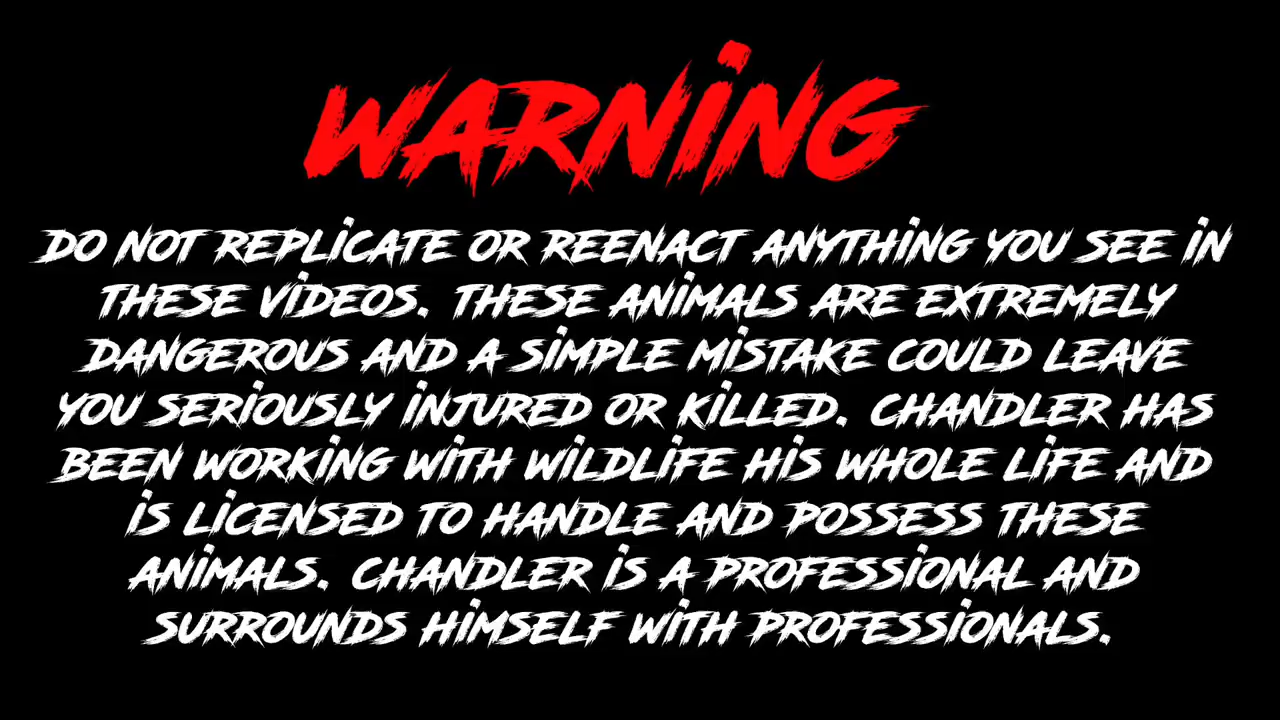 WARNiNG
DO NOT REPLiCATE OR REENACT ANYTHiNG YOU SEE iN
THESE ViDEOS. THESE ANiMALS ARE EXTREMELY
DANGEROUS AND A SiMPLE MiSTAKE COULD LEAVE
YOU SERiOUSLY iNJURED OR KiLLED. CHANDLER HAS
BEEN WORKiNG WiTH WiLDLiFE HiS WHOLE LiFE AND
iS LiCENSED TO HANDLE AND POSSESS THESE
ANiMALS. CHANDLER iS A PROFESSiONAL AND
SURROUNDS HiMSELF WiTH PROFESSiONALS.